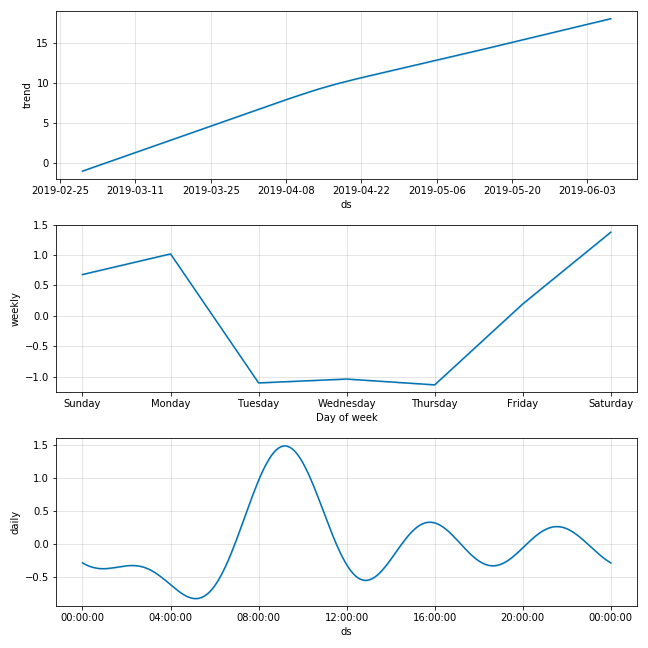 15
10
5
0
trend
2019-02-25 2019-03-11 2019-03-25 2019-04-08 2019-04-22 2019-05-06 2019-05-20 2019-06-03
ds
1.5
1.0
0.5
0.0
−0.5
−1.0
weekly
Sunday Monday Tuesday Wednesday Thursday Friday Saturday
Day of week
1.5
1.0
0.5
0.0
−0.5
daily
00:00:00 04:00:00 08:00:00 12:00:00 16:00:00 20:00:00 00:00:00
ds